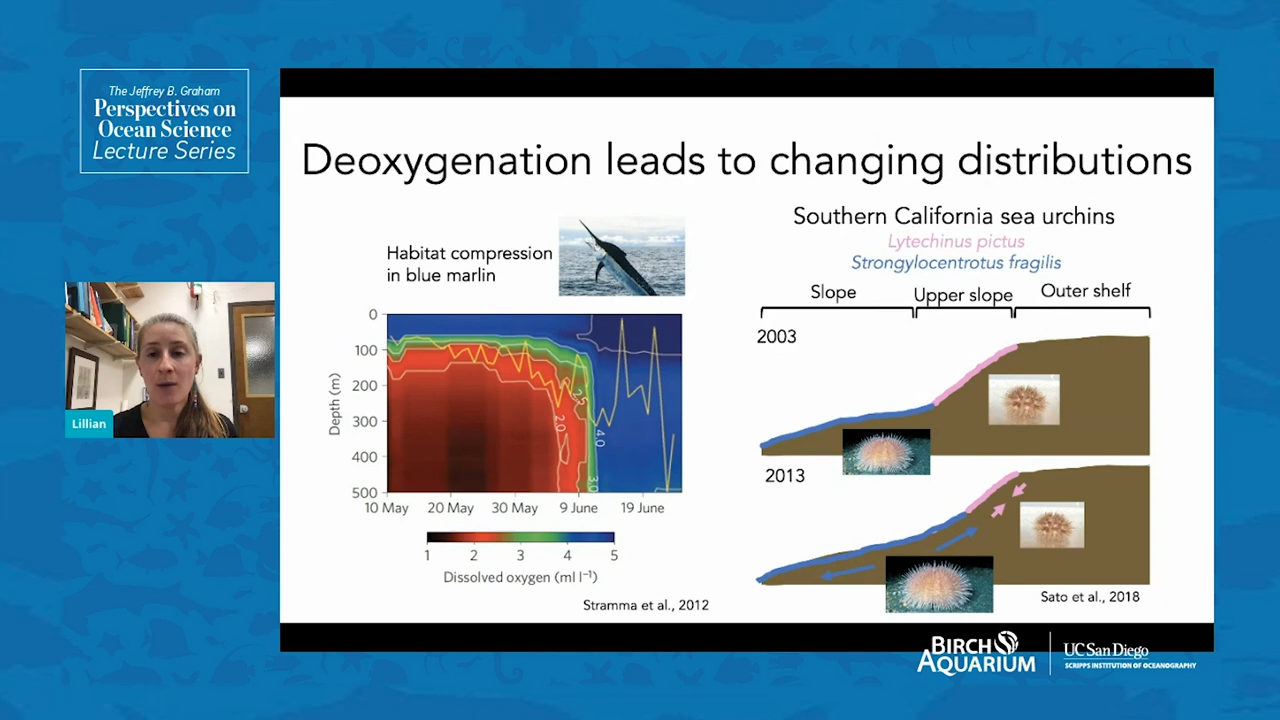 The Jeffrey B. Graham
Perspectives on
Ocean Science
Lecture Series
Deoxygenation leads to changing distributions
Habitat compression
in blue marlin
0
100
200
300
400
500
Depth (m)
2.0
2.5
4.0
3.0
10 May
20 May
30 May
9 June
19 June
1
2
3
4
5
Dissolved oxygen (ml l⁻¹)
Stramma et al., 2012
Southern California sea urchins
Lytechinus pictus
Strongylocentrotus fragilis
Slope
Upper slope
Outer shelf
2003
2013
Sato et al., 2018
Lillian
BIRCH
AQUARIUM
UC San Diego
SCRIPPS INSTITUTION OF OCEANOGRAPHY